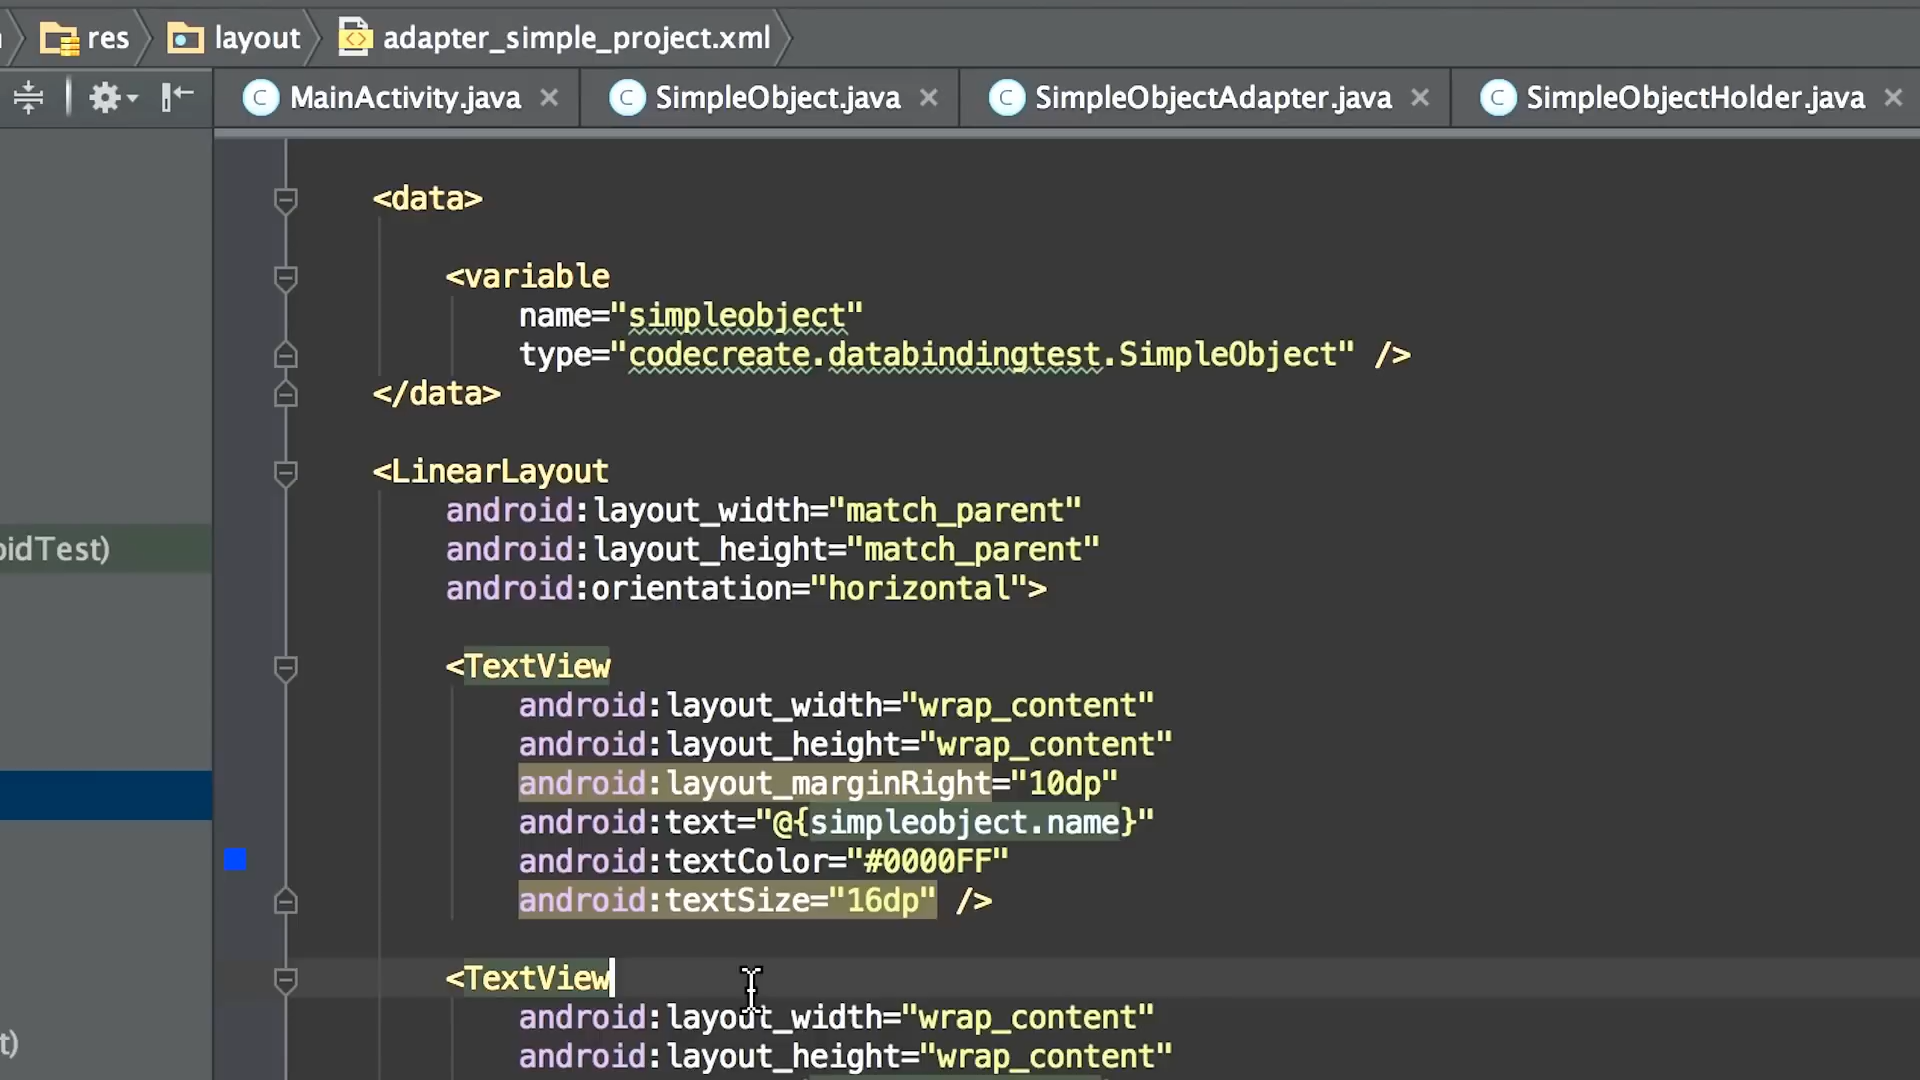 res layout adapter_simple_project.xml
MainActivity.java SimpleObject.java SimpleObjectAdapter.java SimpleObjectHolder.java
<data>
<variable
name="simpleobject"
type="codecreate.databindingtest.SimpleObject" />
</data>
<LinearLayout
android:layout_width="match_parent"
android:layout_height="match_parent"
oidTest)
android:orientation="horizontal">
<TextView
android:layout_width="wrap_content"
android:layout_height="wrap_content"
android:layout_marginRight="10dp"
android:text="@{simpleobject.name}"
android:textColor="#0000FF"
android:textSize="16dp" />
<TextView
android:layout_width="wrap_content"
t)
android:layout_height="wrap_content"